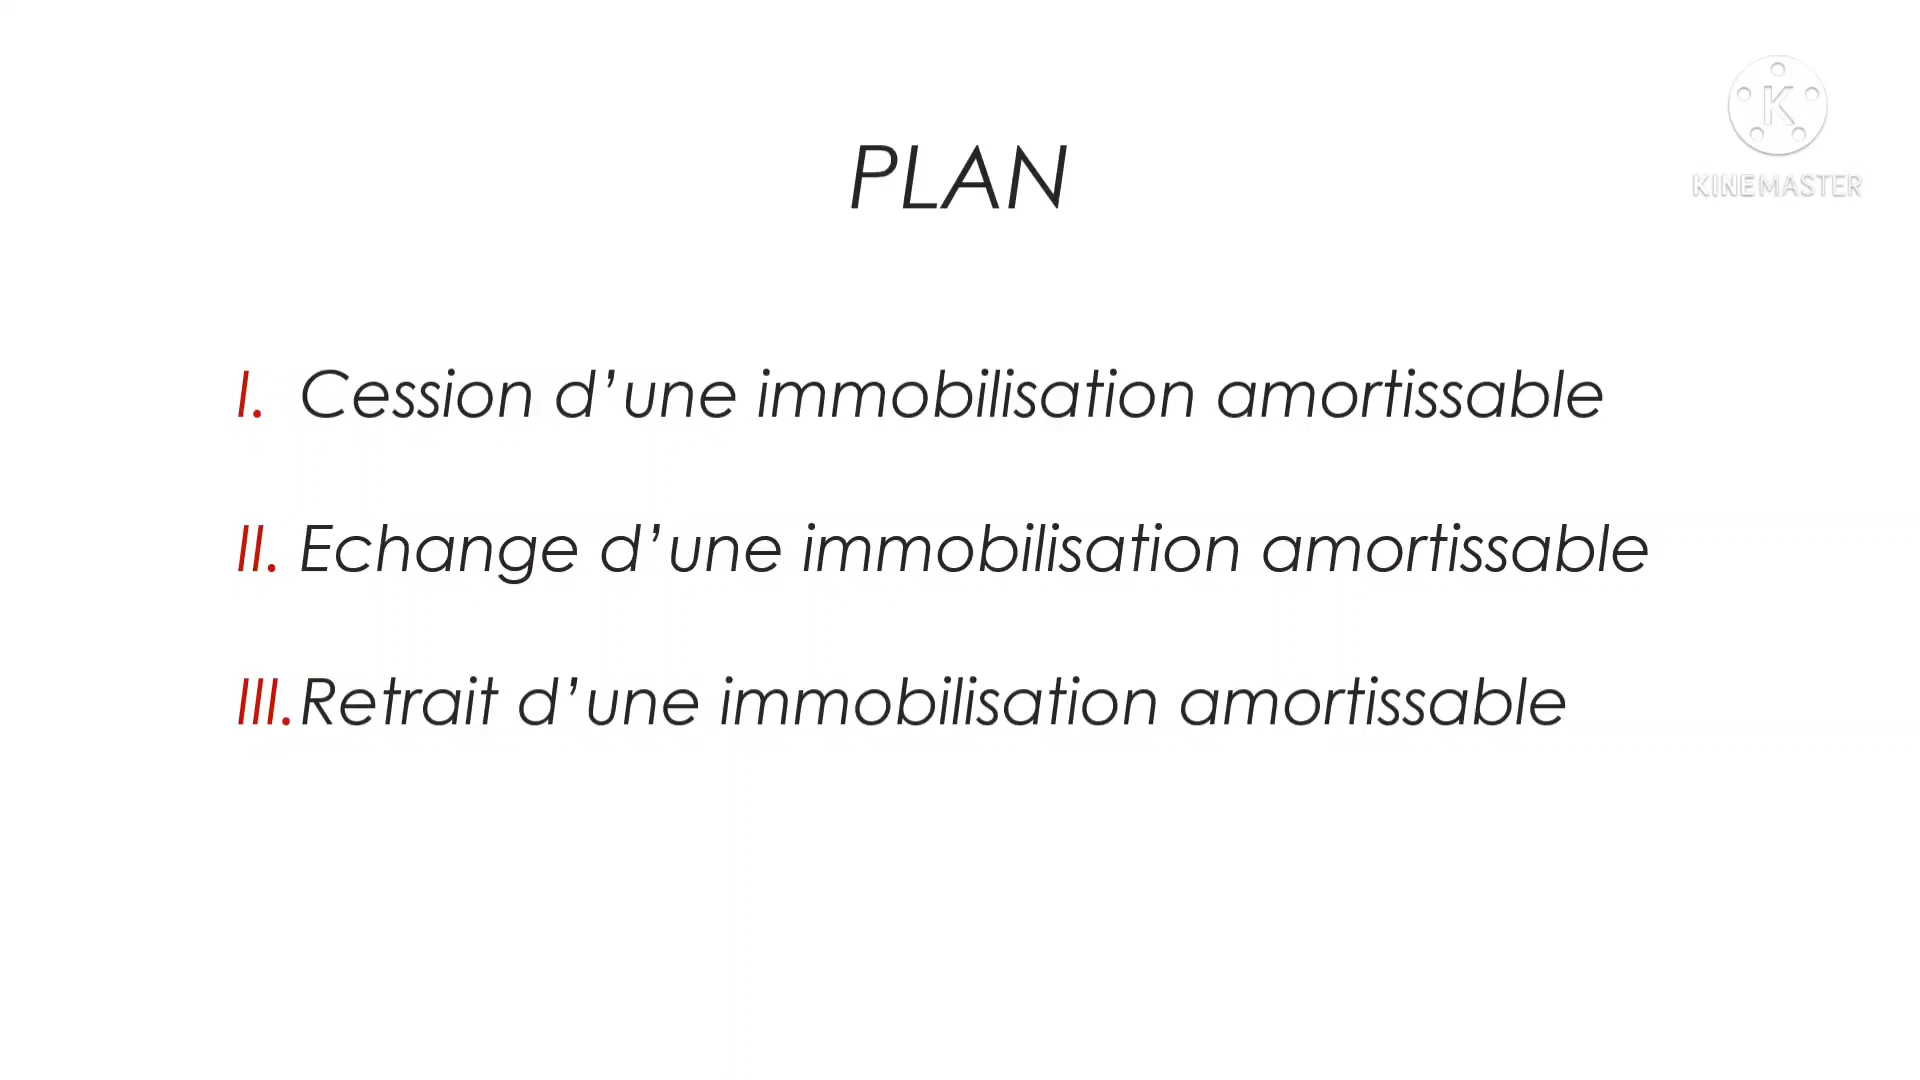 K
KINEMASTER
PLAN
I. Cession d’une immobilisation amortissable
II. Echange d’une immobilisation amortissable
III. Retrait d’une immobilisation amortissable